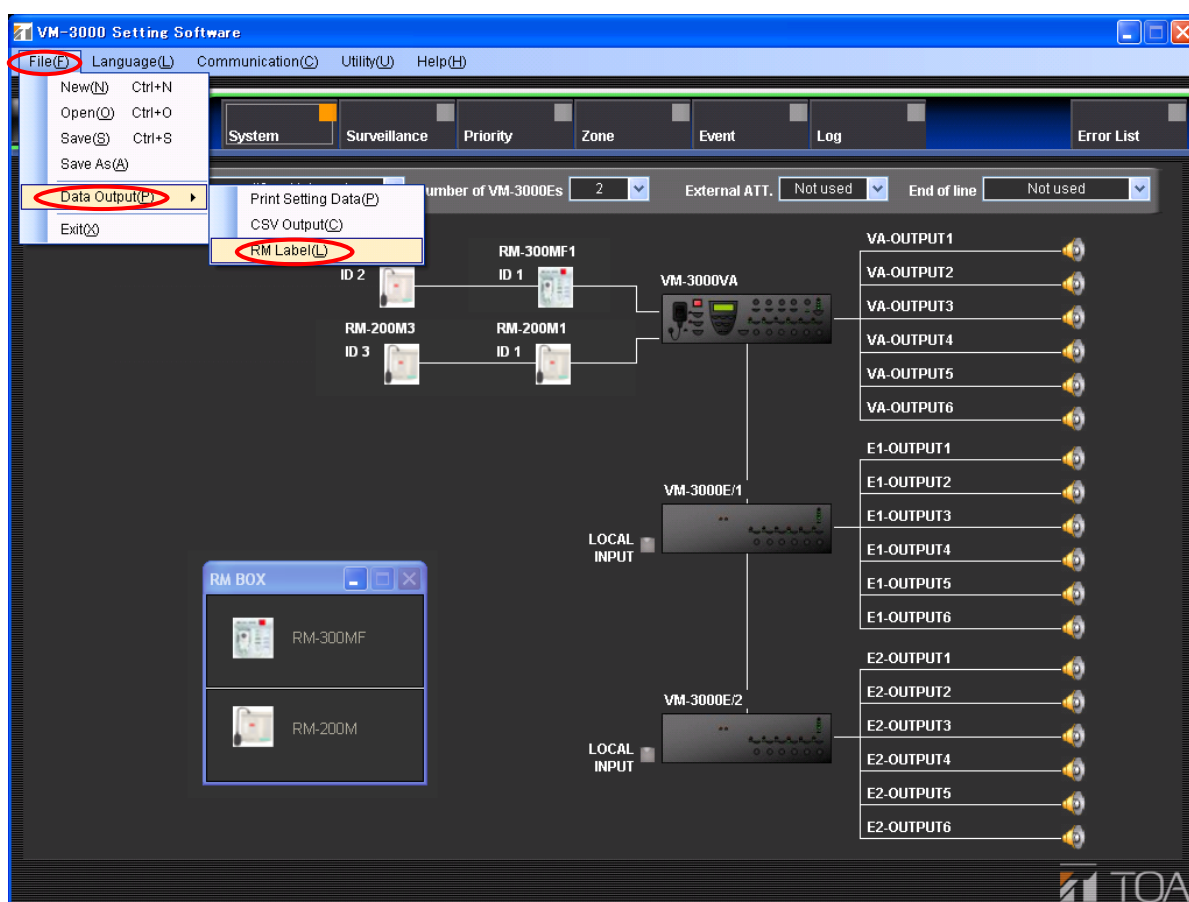 VM-3000 Setting Software
File(F) Language(L) Communication(C) Utility(U) Help(H)
New(N) Ctrl+N
Open(O) Ctrl+O
Save(S) Ctrl+S
Save As(A)
Data Output(P)
Exit(X)
Print Setting Data(P)
CSV Output(C)
RM Label(L)
System Surveillance Priority Zone Event Log Error List
umber of VM-3000Es 2 External ATT. Not used End of line Not used
RM-300MF1
ID 2 ID 1
RM-200M3 RM-200M1
ID 3 ID 1
VM-3000VA
VA-OUTPUT1
VA-OUTPUT2
VA-OUTPUT3
VA-OUTPUT4
VA-OUTPUT5
VA-OUTPUT6
VM-3000E/1
LOCAL
INPUT
E1-OUTPUT1
E1-OUTPUT2
E1-OUTPUT3
E1-OUTPUT4
E1-OUTPUT5
E1-OUTPUT6
RM BOX
RM-300MF
RM-200M
VM-3000E/2
LOCAL
INPUT
E2-OUTPUT1
E2-OUTPUT2
E2-OUTPUT3
E2-OUTPUT4
E2-OUTPUT5
E2-OUTPUT6
TOA